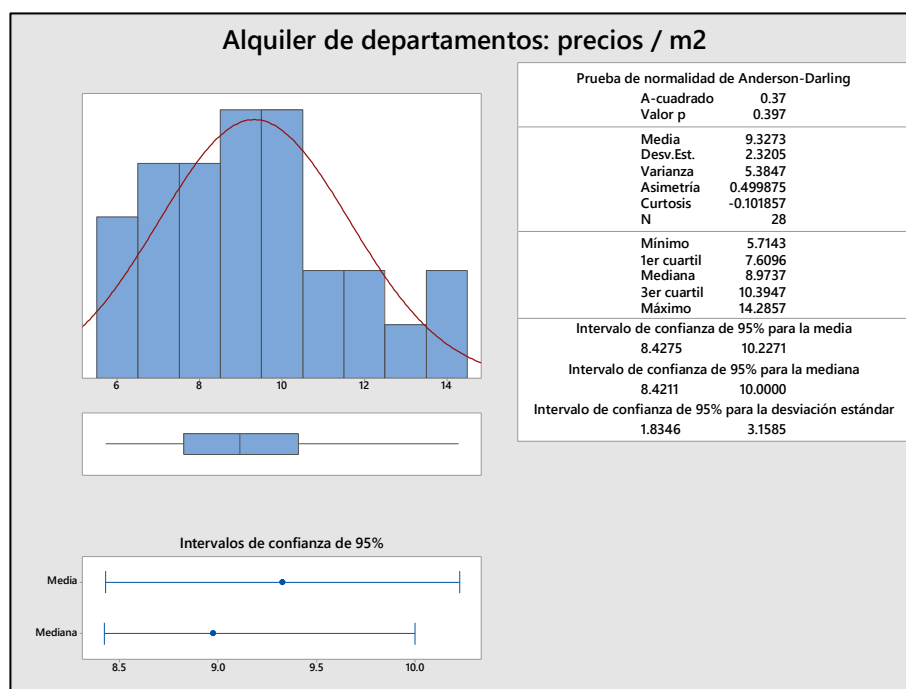 Alquiler de departamentos: precios / m2
6 8 10 12 14
Intervalos de confianza de 95%
Media
Mediana
8.5 9.0 9.5 10.0
Prueba de normalidad de Anderson-Darling
A-cuadrado 0.37
Valor p 0.397
Media 9.3273
Desv.Est. 2.3205
Varianza 5.3847
Asimetría 0.499875
Curtosis -0.101857
N 28
Mínimo 5.7143
1er cuartil 7.6096
Mediana 8.9737
3er cuartil 10.3947
Máximo 14.2857
Intervalo de confianza de 95% para la media
8.4275 10.2271
Intervalo de confianza de 95% para la mediana
8.4211 10.0000
Intervalo de confianza de 95% para la desviación estándar
1.8346 3.1585